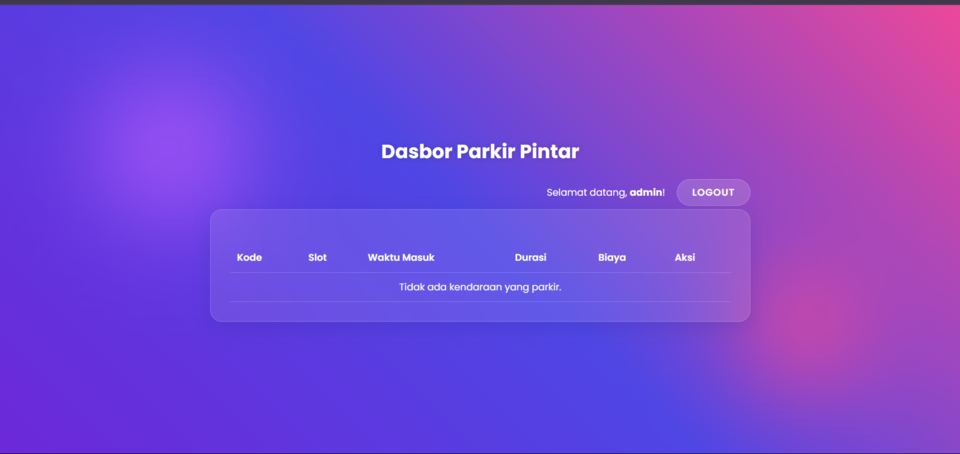 Dasbor Parkir Pintar
Selamat datang, admin! LOGOUT
Kode Slot Waktu Masuk Durasi Biaya Aksi
Tidak ada kendaraan yang parkir.